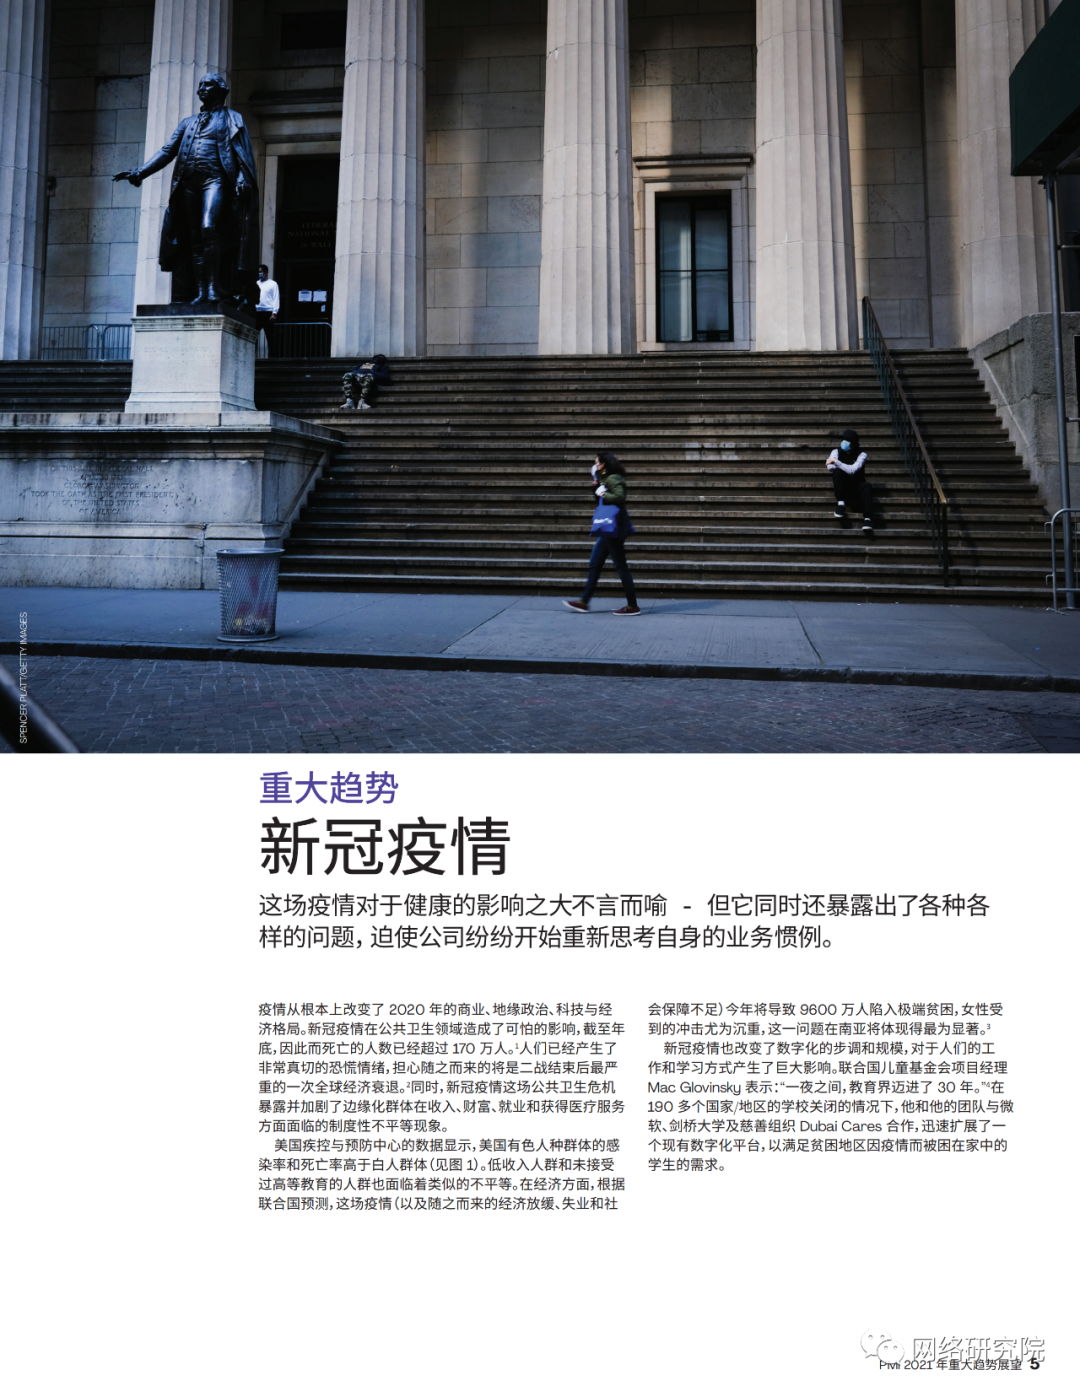 OF THIS
TOOK THE OATH AS THE FIRST PRESIDENT
OF THE UNITED STATES
OF AMERICA
SPENCER PLATT/GETTY IMAGES
重大趋势
新冠疫情
这场疫情对于健康的影响之大不言而喻 - 但它同时还暴露出了各种各
样的问题,迫使公司纷纷开始重新思考自身的业务惯例。
疫情从根本上改变了 2020 年的商业、地缘政治、科技与经
济格局。新冠疫情在公共卫生领域造成了可怕的影响,截至年
底,因此而死亡的人数已经超过 170 万人。¹人们已经产生了
非常真切的恐慌情绪,担心随之而来的将是二战结束后最严
重的一次全球经济衰退。²同时,新冠疫情这场公共卫生危机
暴露并加剧了边缘化群体在收入、财富、就业和获得医疗服务
方面面临的制度性不平等现象。
美国疾控与预防中心的数据显示,美国有色人种群体的感
染率和死亡率高于白人群体(见图 1)。低收入人群和未接受
过高等教育的人群也面临着类似的不平等。在经济方面,根据
联合国预测,这场疫情(以及随之而来的经济放缓、失业和社
会保障不足)今年将导致 9600 万人陷入极端贫困,女性受
到的冲击尤为沉重,这一问题在南亚将体现得最为显著。³
新冠疫情也改变了数字化的步调和规模,对于人们的工
作和学习方式产生了巨大影响。联合国儿童基金会项目经理
Mac Glovinsky 表示:“一夜之间,教育界迈进了 30 年。”⁴在
190 多个国家/地区的学校关闭的情况下,他和他的团队与微
软、剑桥大学及慈善组织 Dubai Cares 合作,迅速扩展了一
个现有数字化平台,以满足贫困地区因疫情而被困在家中的
学生的需求。
网络研究院
PMI 2021 年重大趋势展望 5